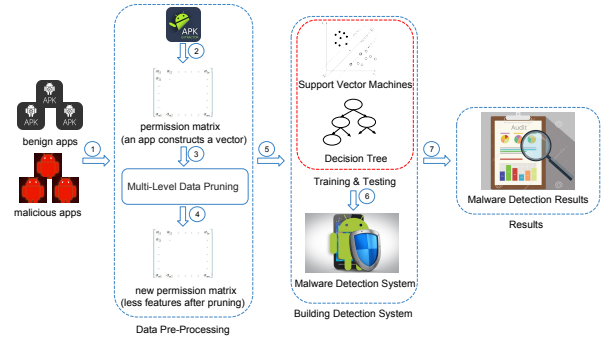 APK
EXTRACTOR
2
APK
APK
APK
benign apps
malicious apps
1
permission matrix
(an app constructs a vector)
3
Multi-Level Data Pruning
4
new permission matrix
(less features after pruning)
Data Pre-Processing
5
Support Vector Machines
Decision Tree
Training & Testing
6
Malware Detection System
Building Detection System
7
Audit
Malware Detection Results
Results